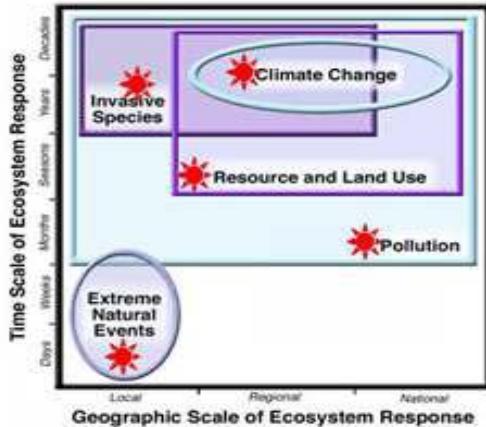 Time Scale of Ecosystem Response
Decades
Years
Seasons
Months
Weeks
Days
Climate Change
Invasive
Species
Resource and Land Use
Pollution
Extreme
Natural
Events
Local
Regional
National
Geographic Scale of Ecosystem Response